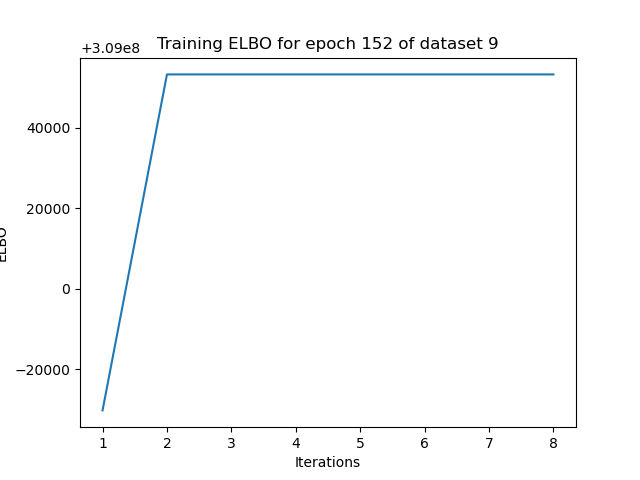 +3.09e8
Training ELBO for epoch 152 of dataset 9
40000
20000
0
−20000
ELBO
1 2 3 4 5 6 7 8
Iterations